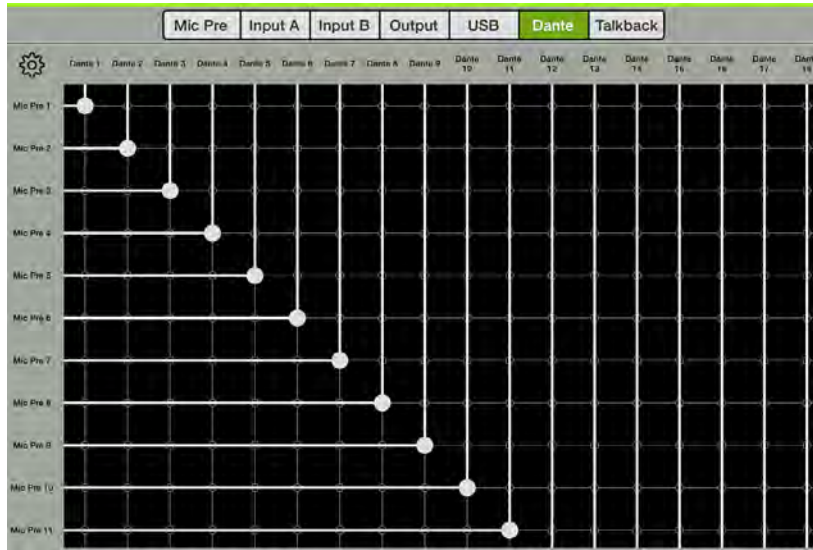 Mic Pre Input A Input B Output USB Dante Talkback
Dante 1 Dante 2 Dante 3 Dante 4 Dante 5 Dante 6 Dante 7 Dante 8 Dante 9 Dante 10 Dante 11 Dante 12 Dante 13 Dante 14 Dante 15 Dante 16 Dante 17
Mic Pre 1
Mic Pre 2
Mic Pre 3
Mic Pre 4
Mic Pre 5
Mic Pre 6
Mic Pre 7
Mic Pre 8
Mic Pre 9
Mic Pre 10
Mic Pre 11